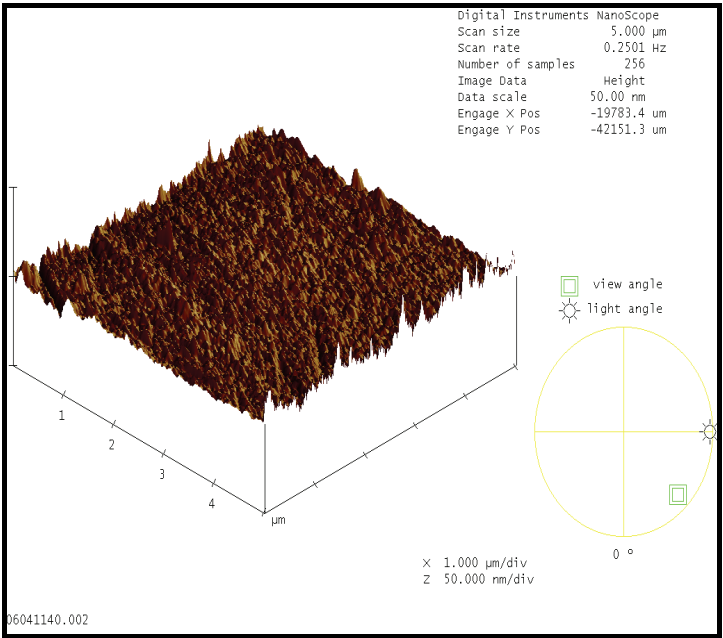 Digital Instruments NanoScope
Scan size 5.000 µm
Scan rate 0.2501 Hz
Number of samples 256
Image Data Height
Data scale 50.00 nm
Engage X Pos -19783.4 um
Engage Y Pos -42151.3 um
view angle
light angle
1
2
3
4
µm
0 °
X 1.000 µm/div
Z 50.000 nm/div
06041140.002